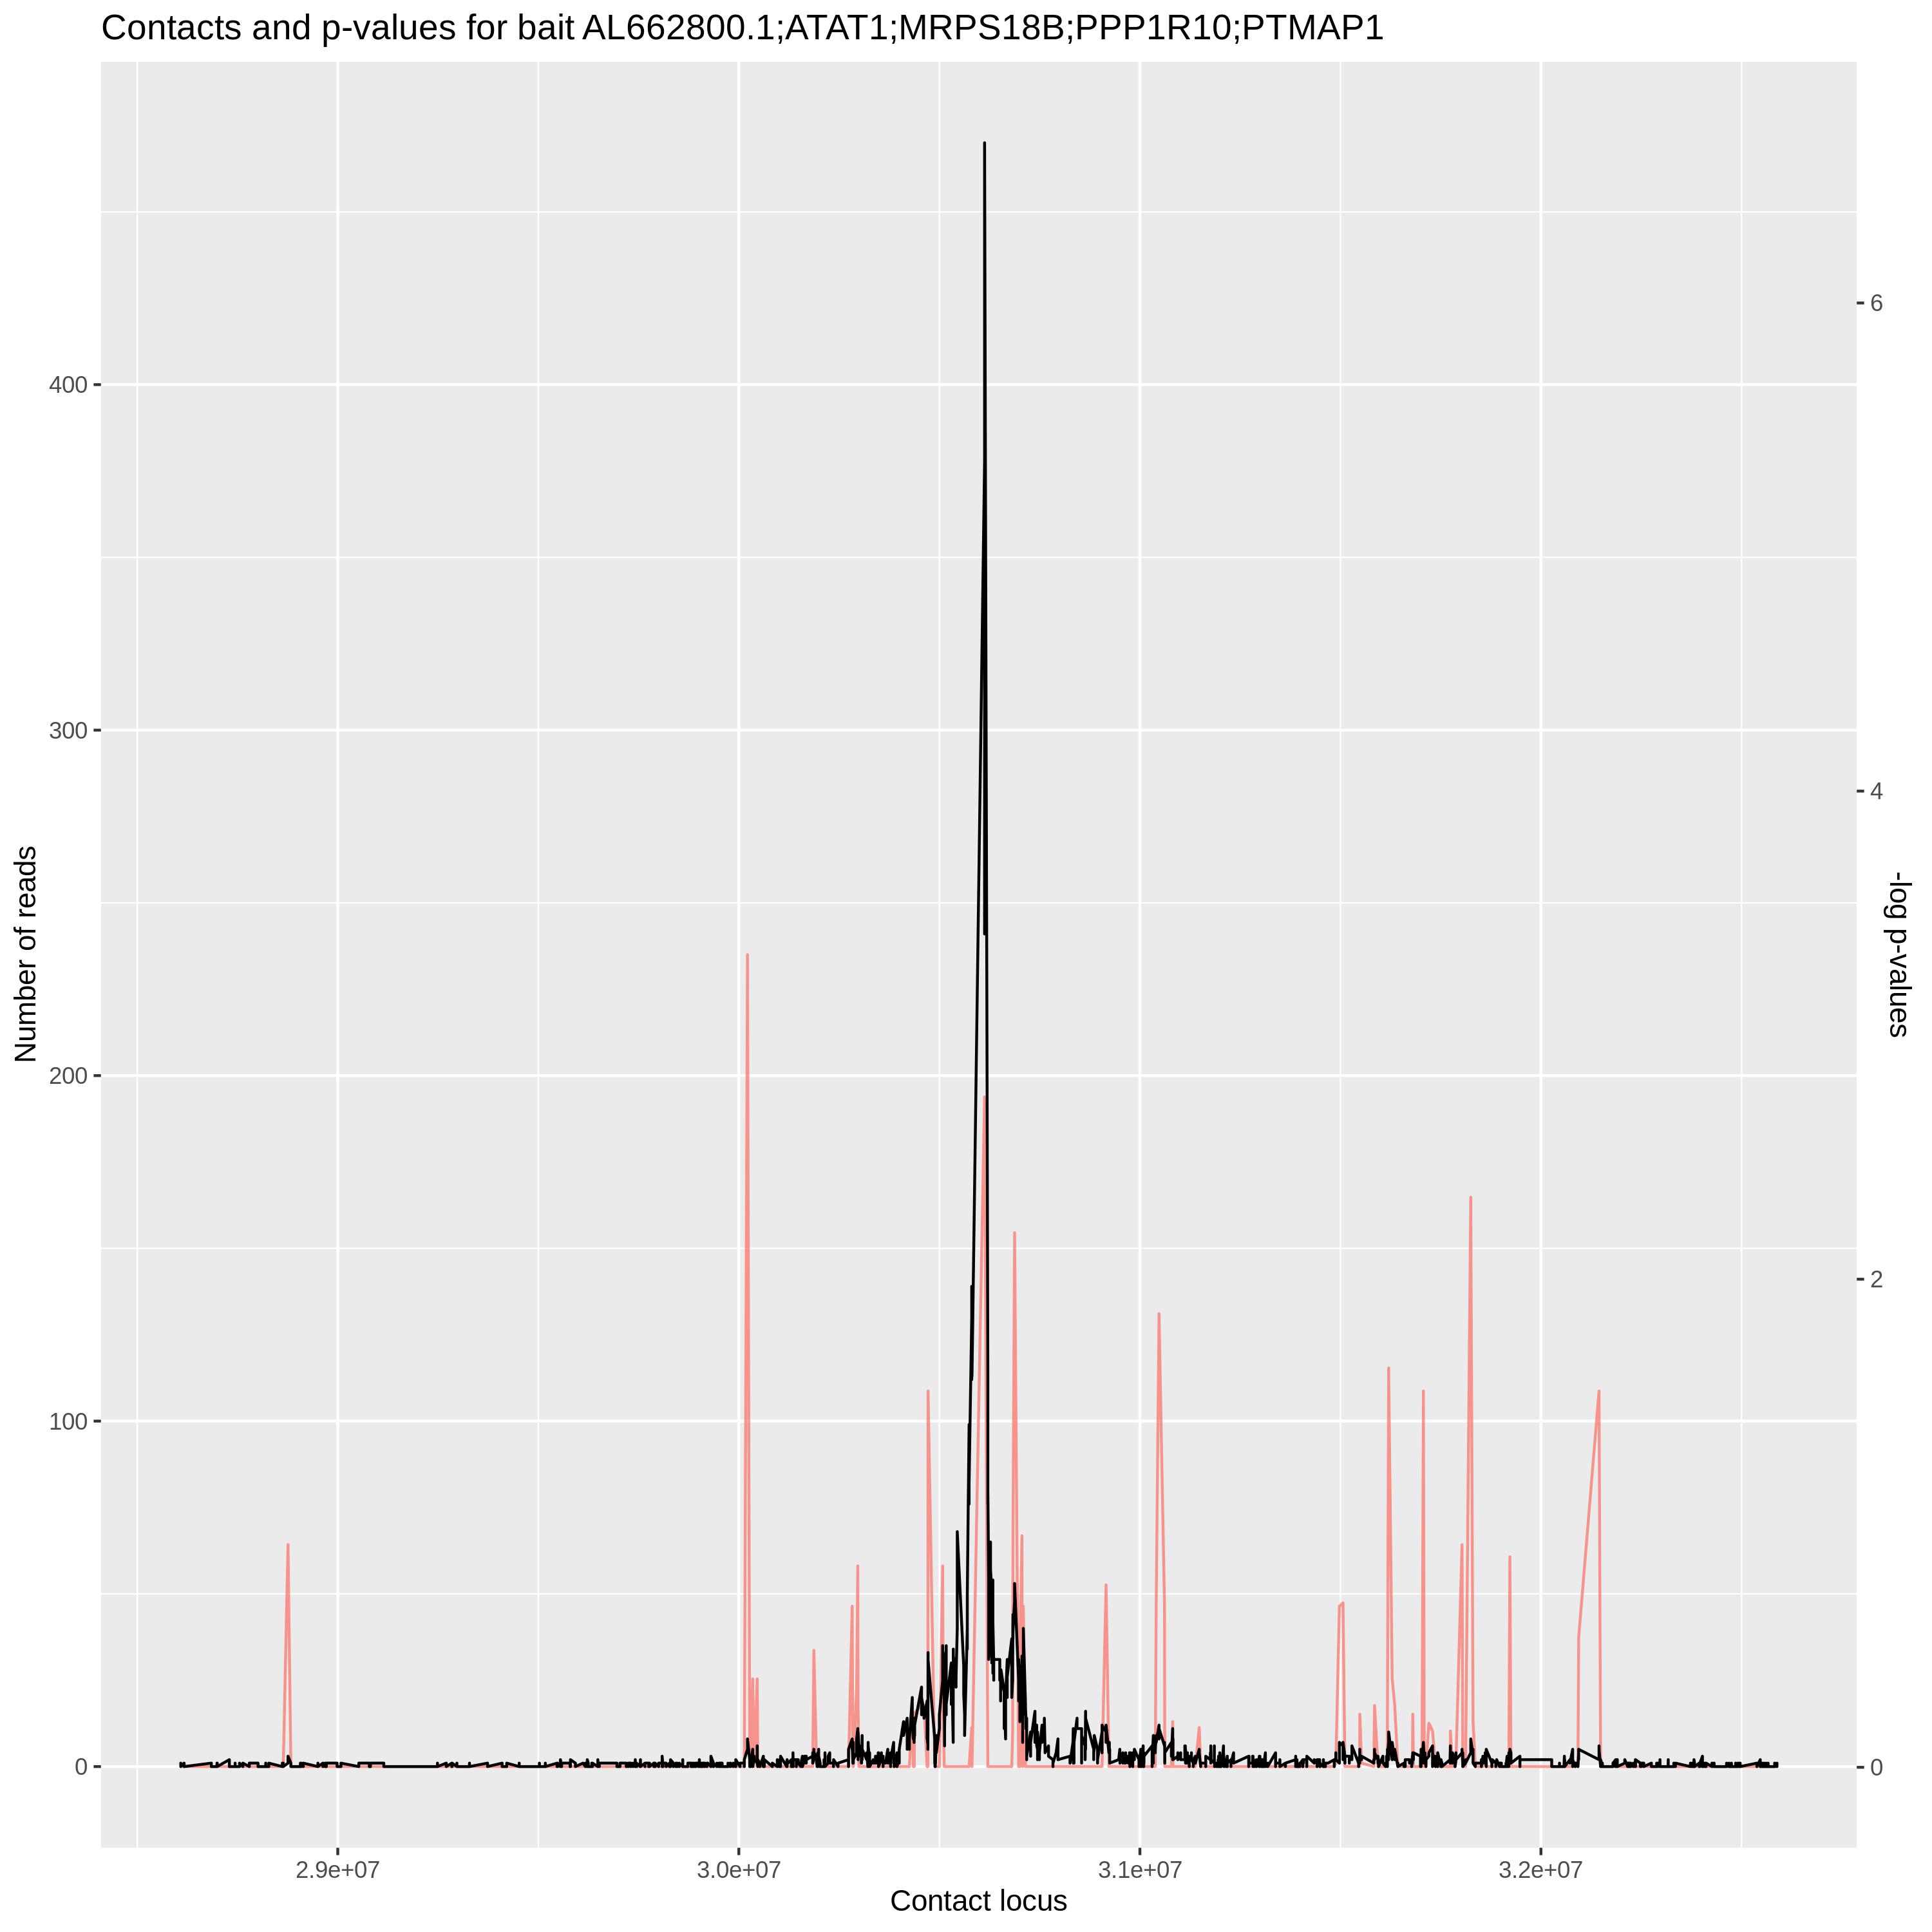 Contacts and p-values for bait AL662800.1;ATAT1;MRPS18B;PPP1R10;PTMAP1
Number of reads
400
300
200
100
0
6
4
2
0
-log p-values
2.9e+07
3.0e+07
3.1e+07
3.2e+07
Contact locus